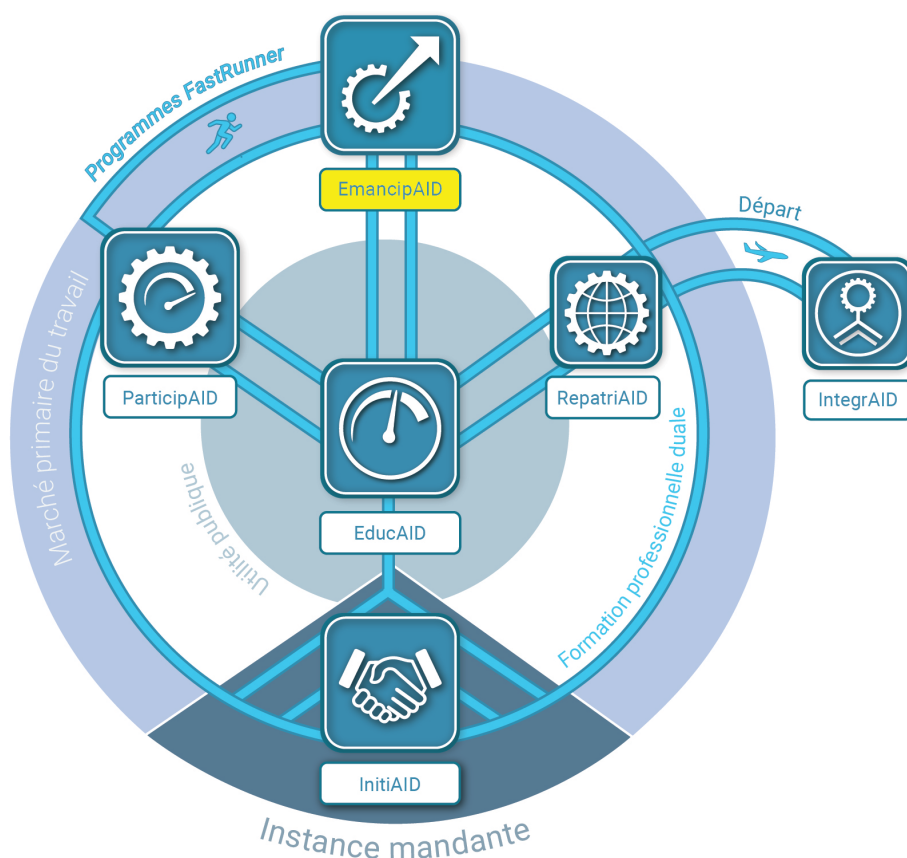 Programmes FastRunner
EmancipAID
Départ
Marché primaire du travail
ParticipAID
RepatriAID
IntegrAID
Utilité publique
EducAID
Formation professionnelle duale
InitiAID
Instance mandante